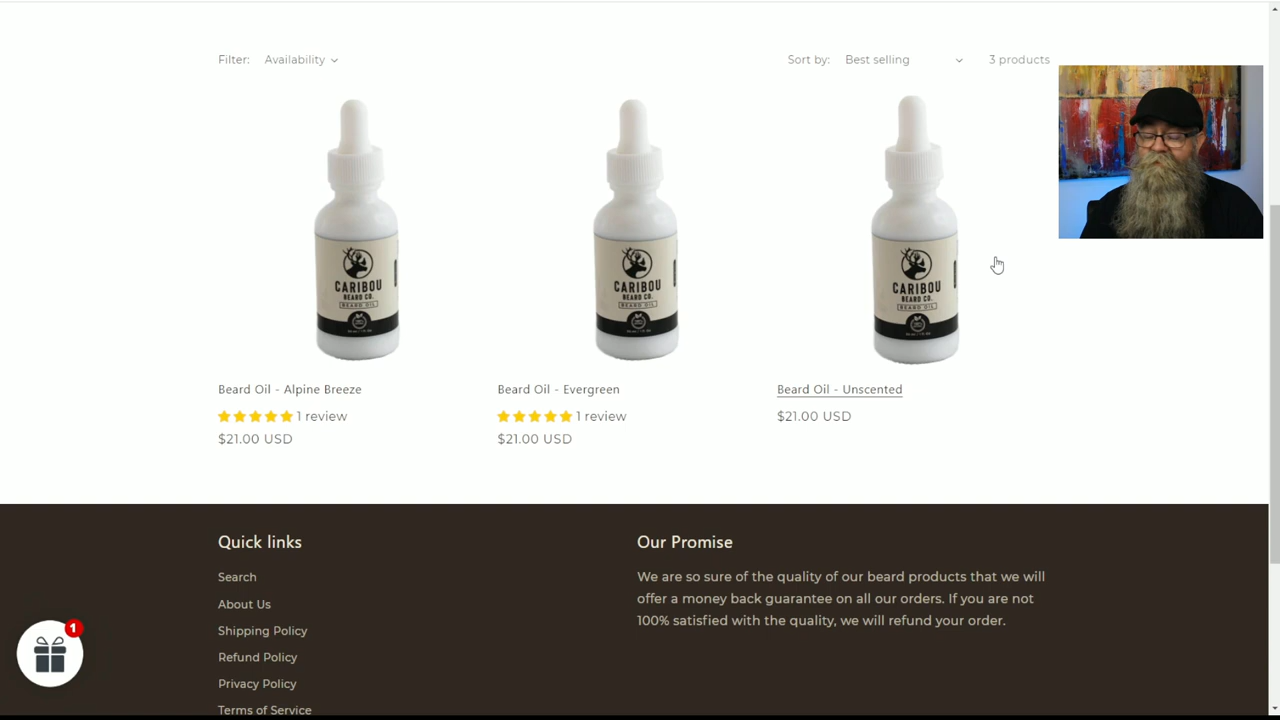 Filter: Availability
Sort by: Best selling 3 products
CARIBOU
BEARD CO.
BEARD OIL
CARIBOU
BEARD CO.
BEARD OIL
CARIBOU
BEARD CO.
BEARD OIL
Beard Oil - Alpine Breeze
1 review
$21.00 USD
Beard Oil - Evergreen
1 review
$21.00 USD
Beard Oil - Unscented
$21.00 USD
Quick links
Search
About Us
Shipping Policy
Refund Policy
Privacy Policy
Terms of Service
Our Promise
We are so sure of the quality of our beard products that we will
offer a money back guarantee on all our orders. If you are not
100% satisfied with the quality, we will refund your order.
1